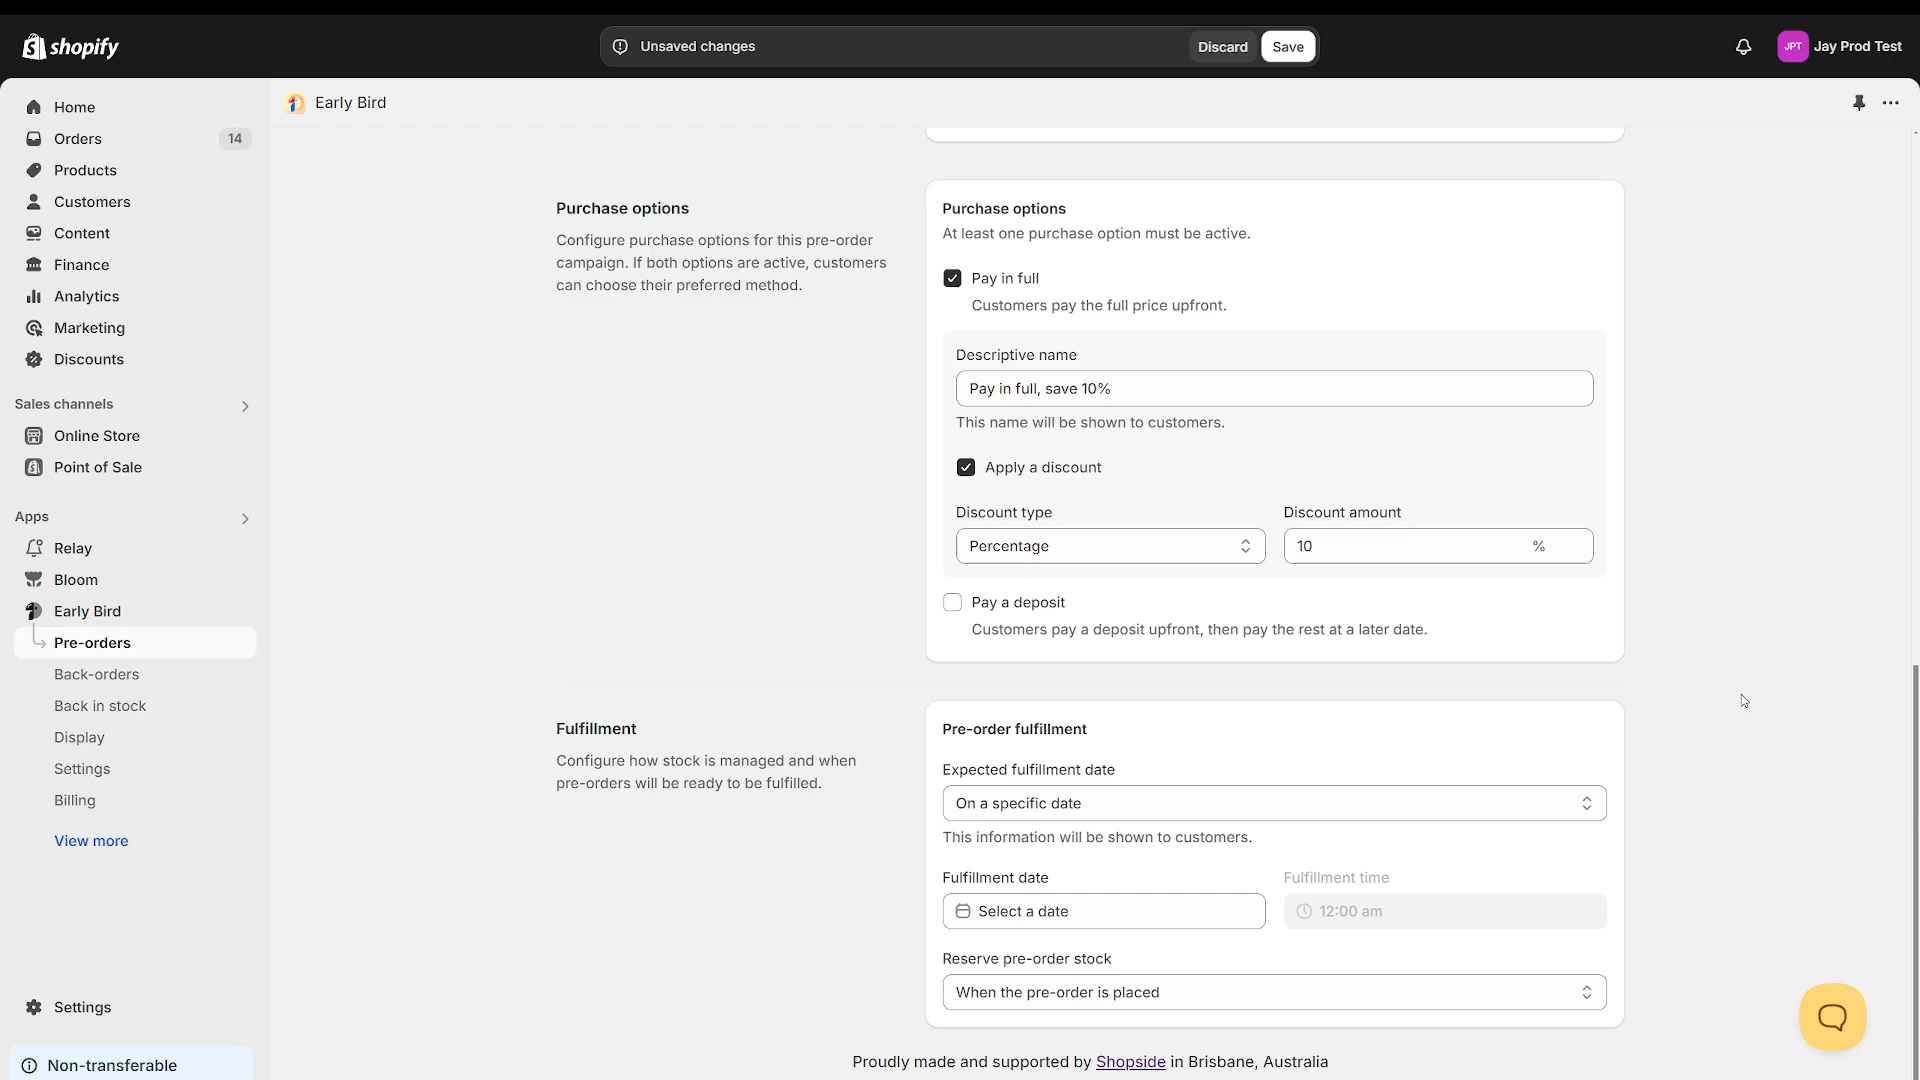 shopify
Unsaved changes
Discard
Save
JPT
Jay Prod Test
Home
Orders
14
Products
Customers
Content
Finance
Analytics
Marketing
Discounts
Sales channels
Online Store
Point of Sale
Apps
Relay
Bloom
Early Bird
Pre-orders
Back-orders
Back in stock
Display
Settings
Billing
View more
Settings
Non-transferable
Early Bird
Purchase options
Configure purchase options for this pre-order
campaign. If both options are active, customers
can choose their preferred method.
Purchase options
At least one purchase option must be active.
Pay in full
Customers pay the full price upfront.
Descriptive name
Pay in full, save 10%
This name will be shown to customers.
Apply a discount
Discount type
Discount amount
Percentage
10
%
Pay a deposit
Customers pay a deposit upfront, then pay the rest at a later date.
Fulfillment
Configure how stock is managed and when
pre-orders will be ready to be fulfilled.
Pre-order fulfillment
Expected fulfillment date
On a specific date
This information will be shown to customers.
Fulfillment date
Fulfillment time
Select a date
12:00 am
Reserve pre-order stock
When the pre-order is placed
Proudly made and supported by Shopside in Brisbane, Australia